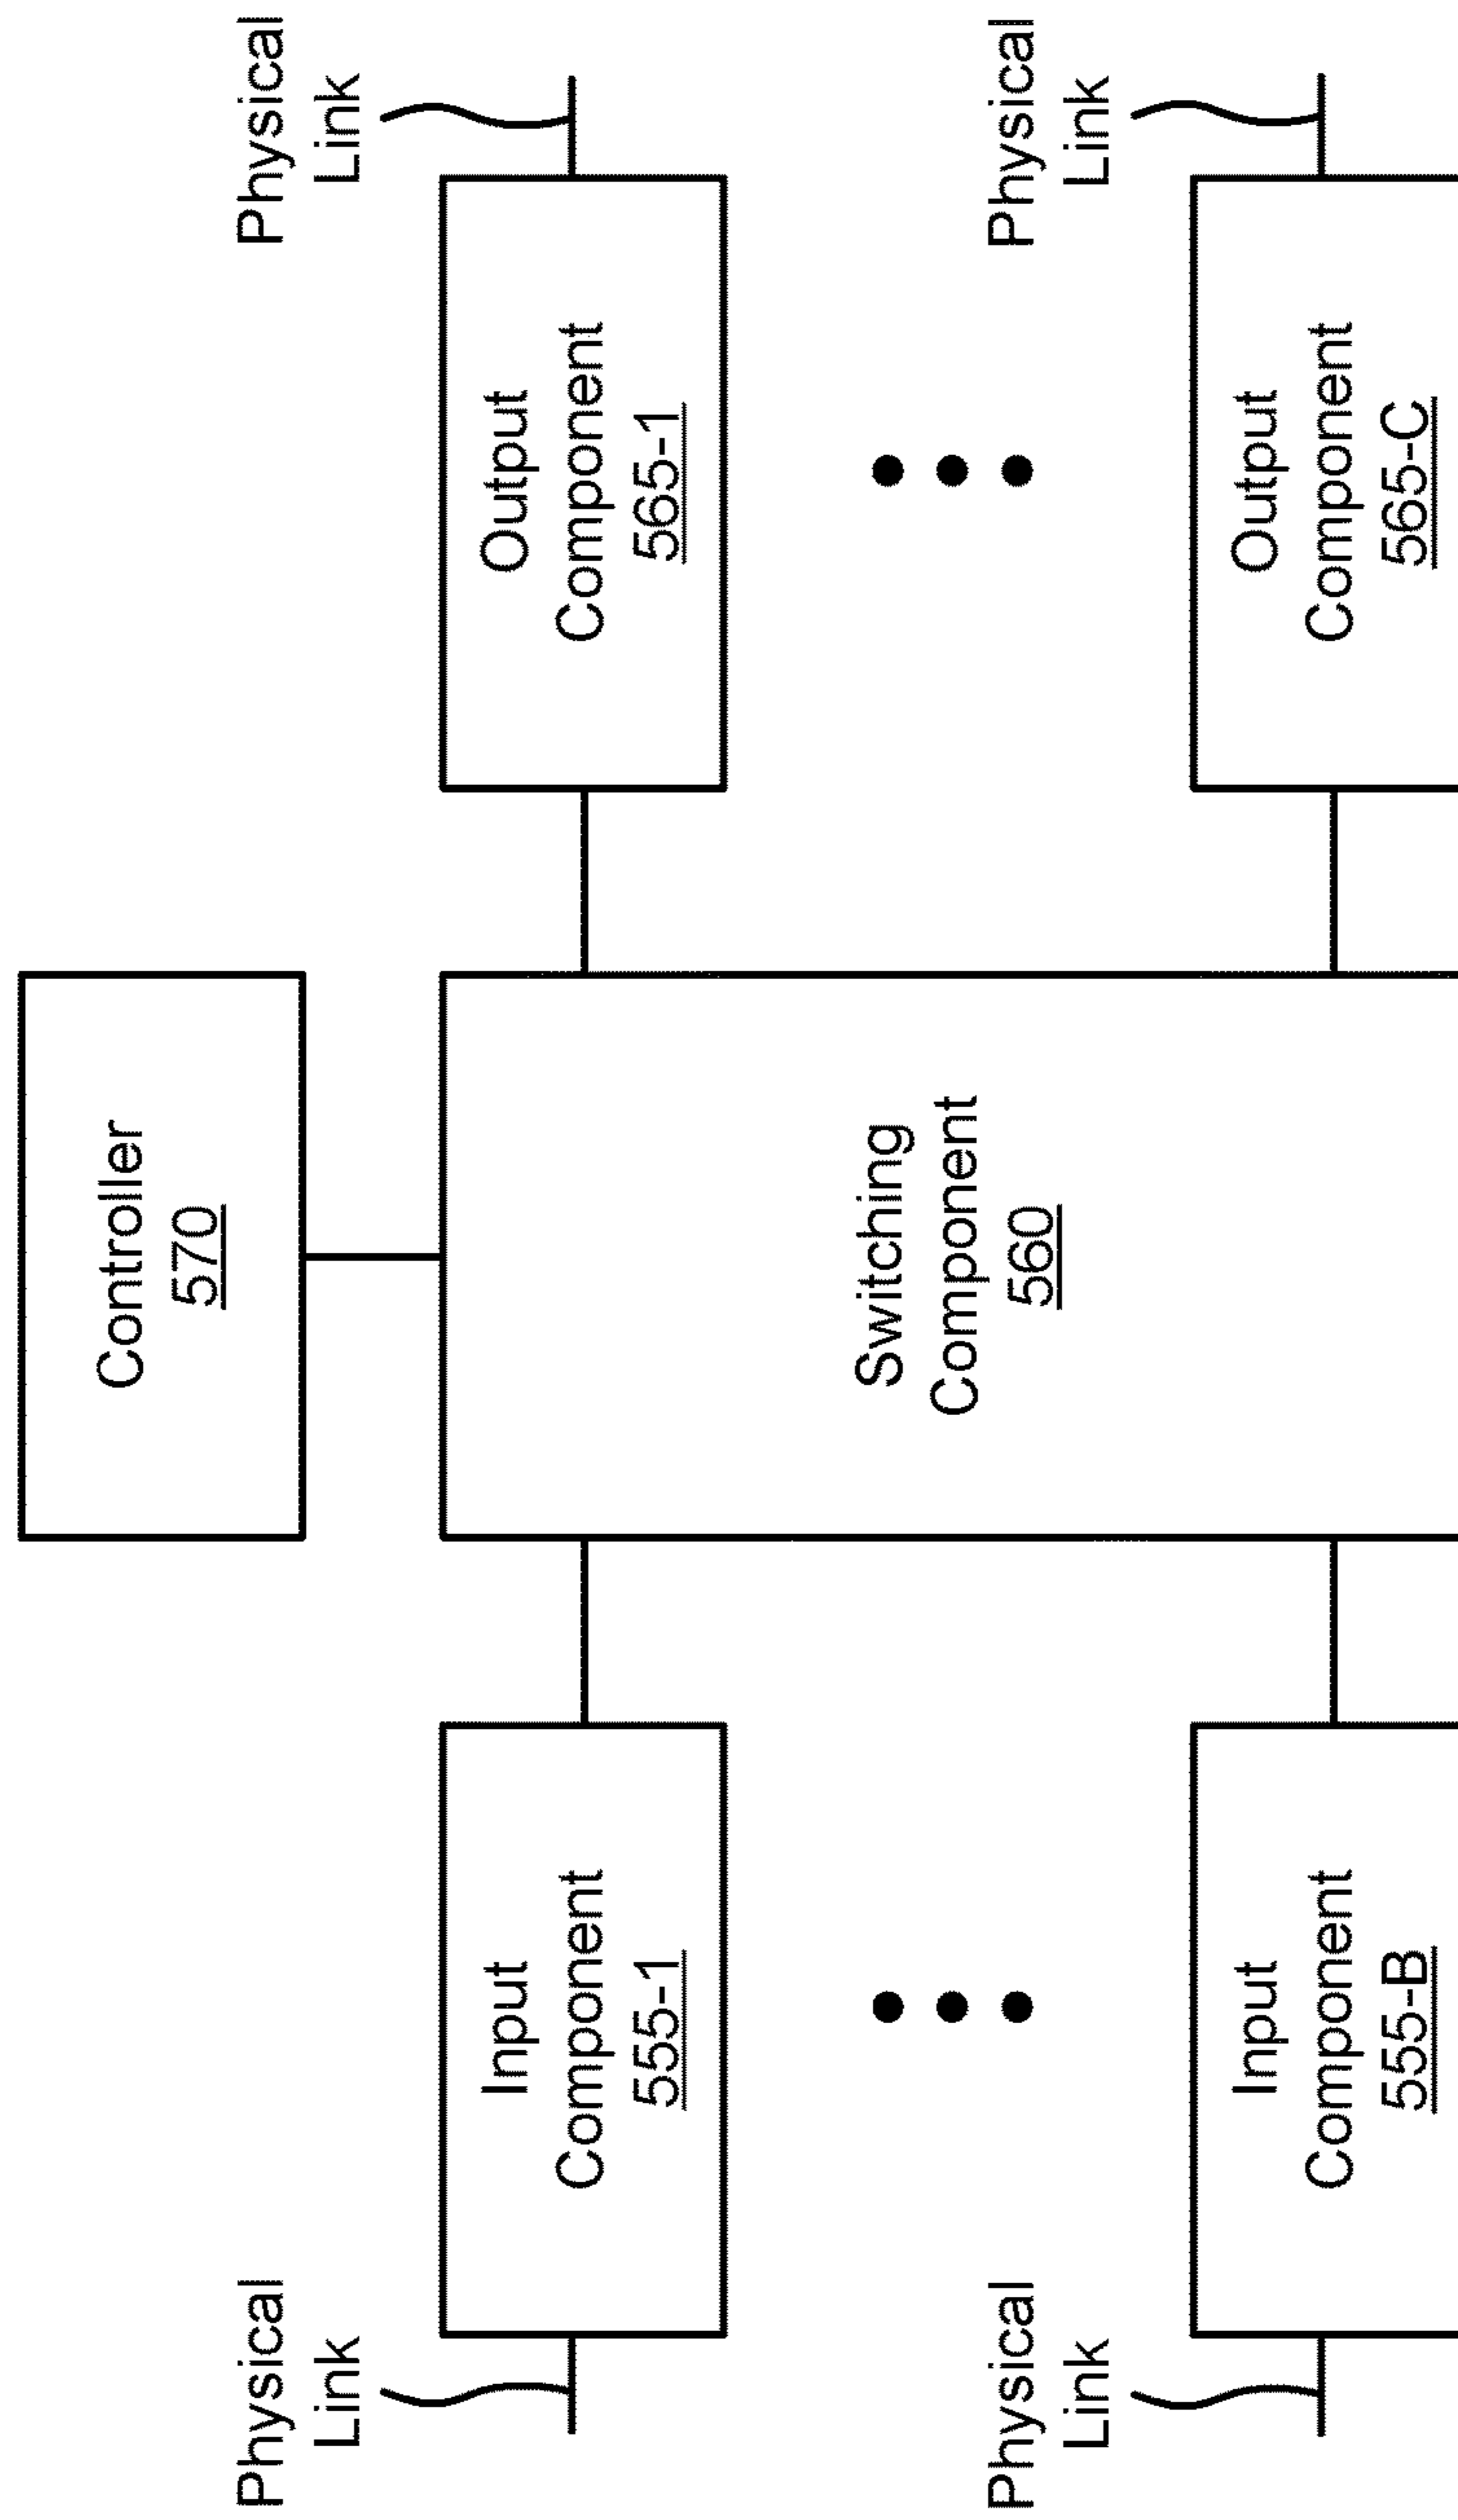 Controller
570
Physical
Link
Physical
Link
Input
Component
555-1
Output
Component
565-1
Switching
Component
560
Physical
Link
Physical
Link
Input
Component
555-B
Output
Component
565-C